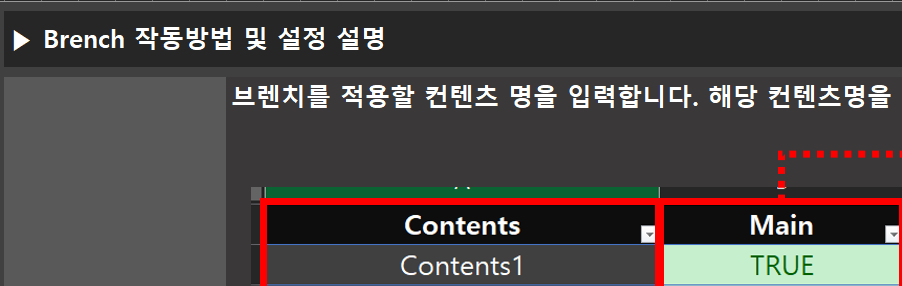 ▶ Brench 작동방법 및 설정 설명
브렌치를 적용할 컨텐츠 명을 입력합니다. 해당 컨텐츠명을
Contents Main
Contents1 TRUE